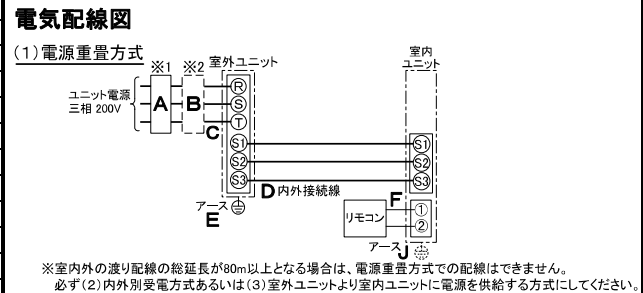 電気配線図
(1)電源重畳方式
※1 ※2 室外ユニット
室内
ユニット
ユニット電源
三相 200V
A
B
C
R
S
T
S1
S2
S3
S1
S2
S3
D 内外接続線
アース
E
F
リモコン
①
②
アース J
※室内外の渡り配線の総延長が80m以上となる場合は、電源重畳方式での配線はできません。
必ず(2)内外別受電方式あるいは(3)室外ユニットより室内ユニットに電源を供給する方式にしてください。